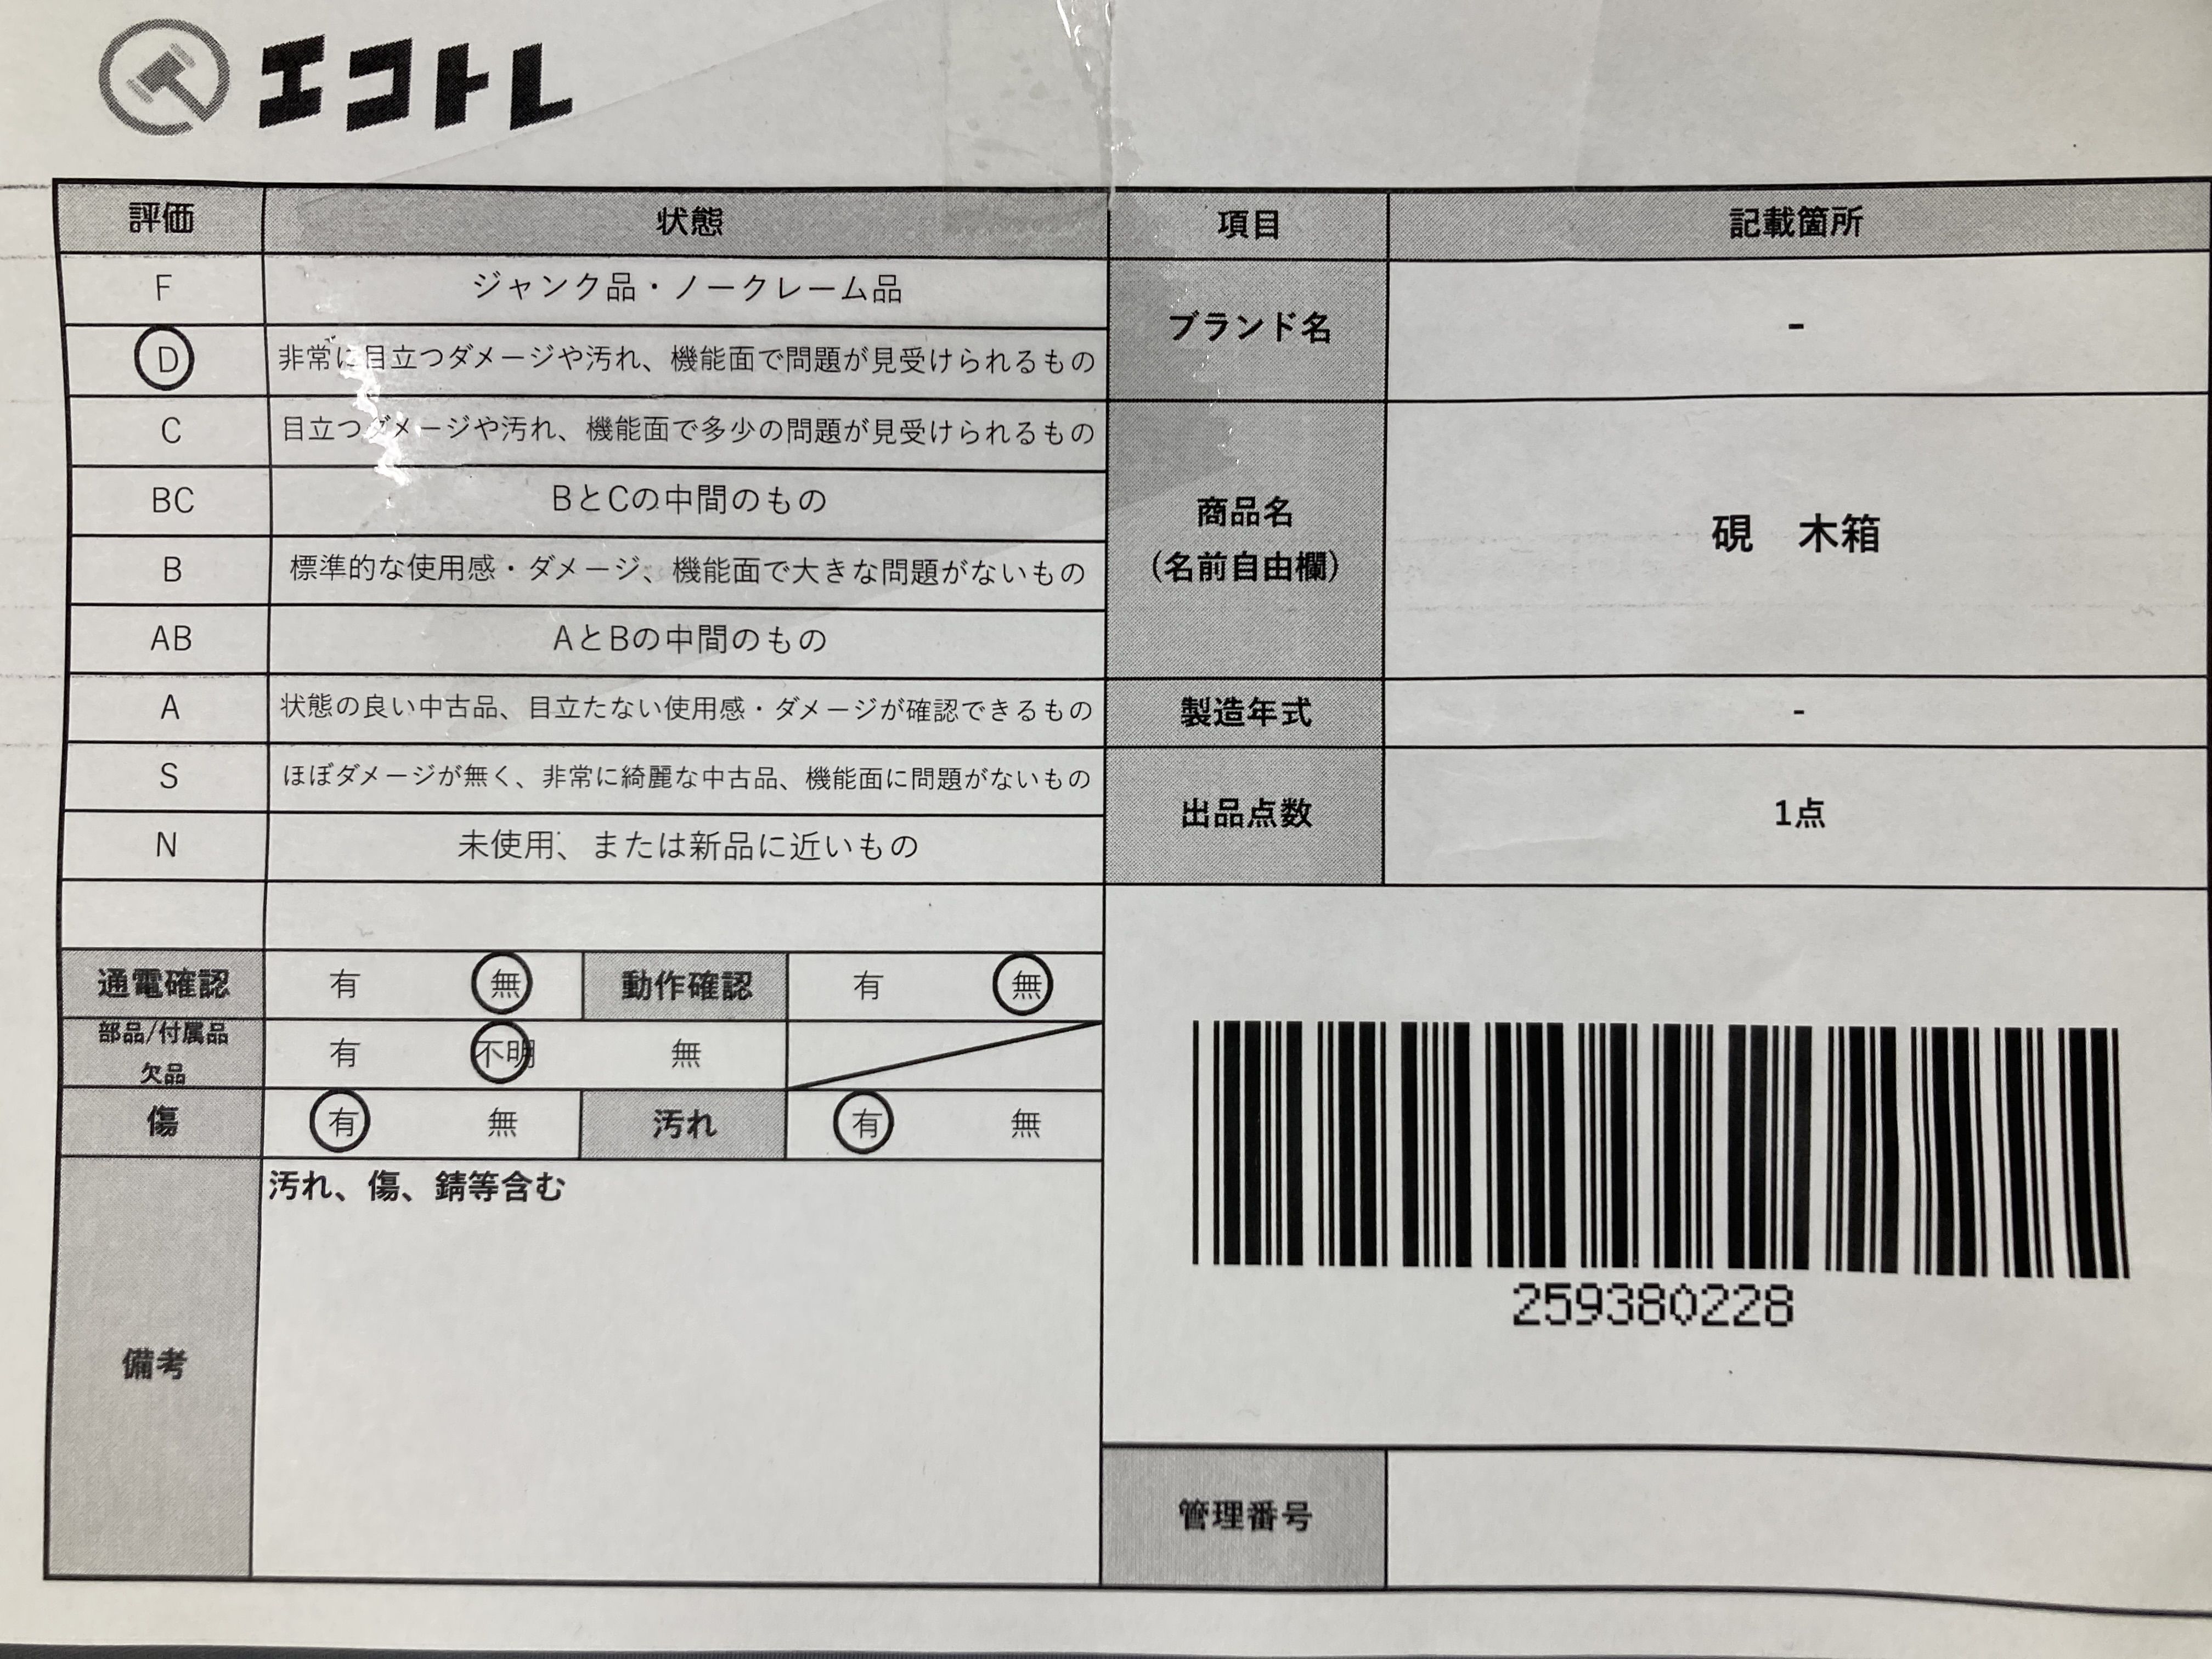 エコトレ
評価 状態
F ジャンク品・ノークレーム品
D 非常に目立つダメージや汚れ、機能面で問題が見受けられるもの
C 目立つダメージや汚れ、機能面で多少の問題が見受けられるもの
BC BとCの中間のもの
B 標準的な使用感・ダメージ、機能面で大きな問題がないもの
AB AとBの中間のもの
A 状態の良い中古品、目立たない使用感・ダメージが確認できるもの
S ほぼダメージが無く、非常に綺麗な中古品、機能面に問題がないもの
N 未使用、または新品に近いもの
通電確認 有 無 動作確認 有 無
部品/付属品
欠品 有 不明 無
傷 有 無 汚れ 有 無
備考 汚れ、傷、錆等含む
項目 記載箇所
ブランド名 -
商品名
（名前自由欄） 硯 木箱
製造年式 -
出品点数 1点
259380228
管理番号